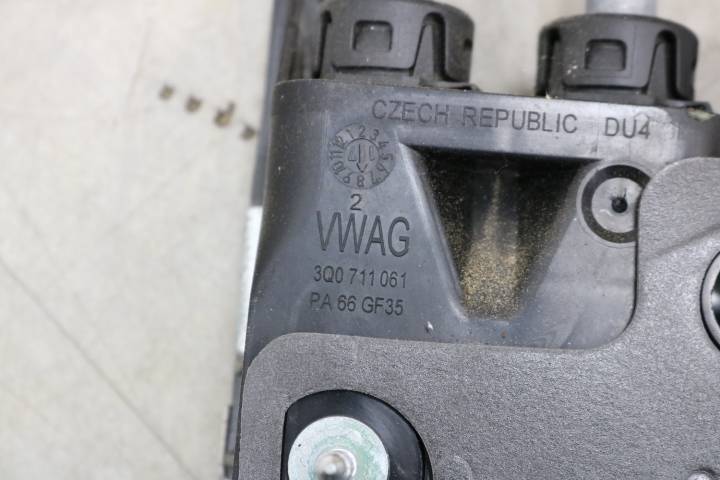 CZECH REPUBLIC DU4
2
VWAG
3Q0 711 061
PA 66 GF35